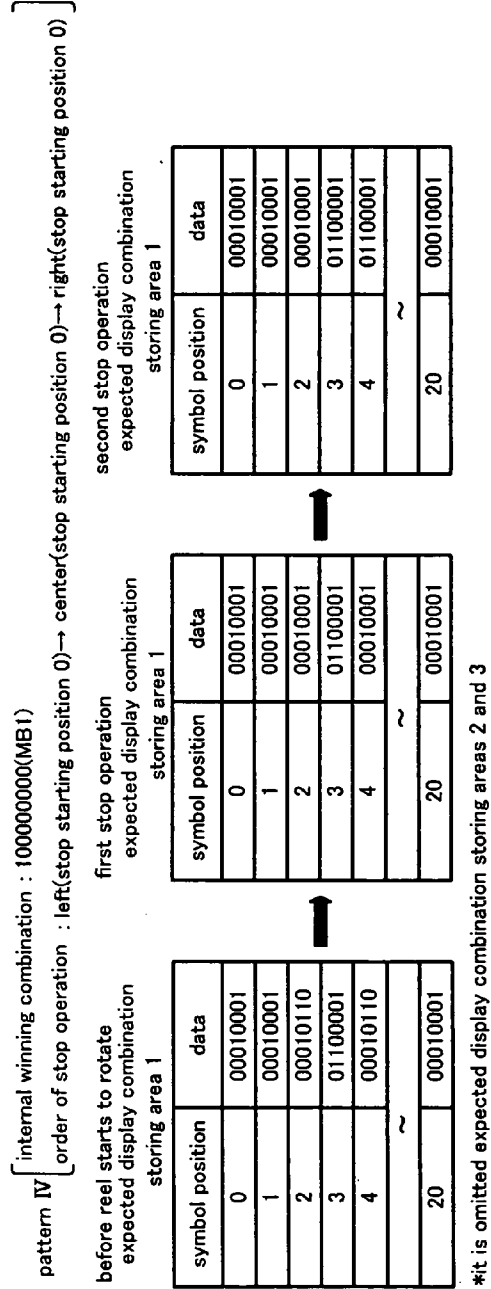 pattern IV
internal winning combination : 100000000(MB1)
order of stop operation : left(stop starting position 0)→ center(stop starting position 0)→right(stop starting position 0)
before reel starts to rotate
expected display combination
storing area 1
symbol position data
0 00010001
1 00010001
2 00010110
3 01100001
4 00010110
~
20 00010001
first stop operation
expected display combination
storing area 1
symbol position data
0 00010001
1 00010001
2 00010001
3 01100001
4 00010001
~
20 00010001
second stop operation
expected display combination
storing area 1
symbol position data
0 00010001
1 00010001
2 00010001
3 01100001
4 01100001
~
20 00010001
*it is omitted expected display combination storing areas 2 and 3